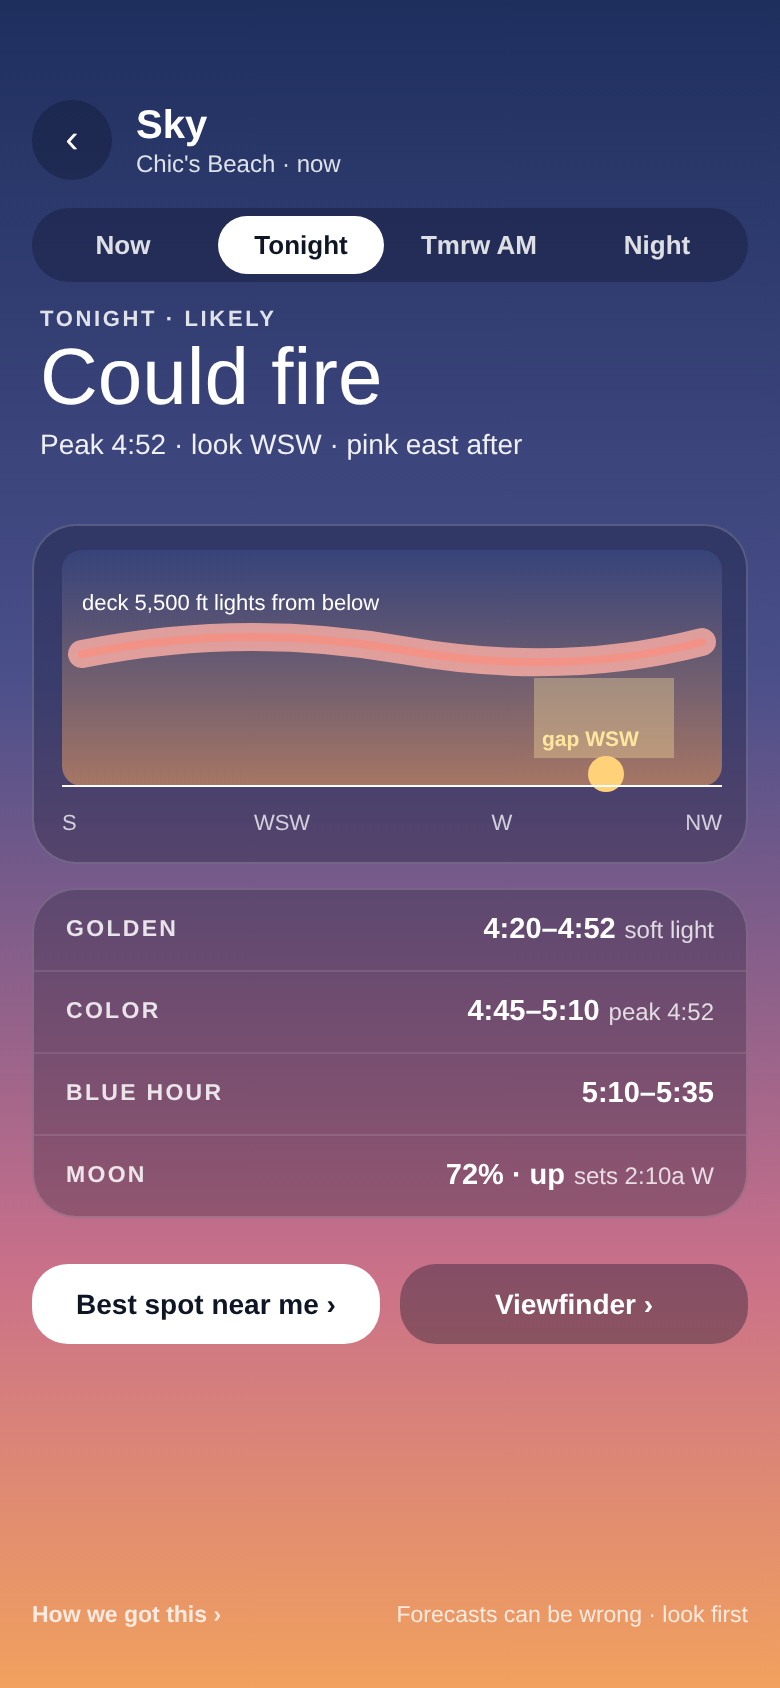 ‹
Sky
Chic's Beach · now
Now Tonight Tmrw AM Night
TONIGHT · LIKELY
Could fire
Peak 4:52 · look WSW · pink east after
deck 5,500 ft lights from below
gap WSW
S WSW W NW
GOLDEN 4:20–4:52 soft light
COLOR 4:45–5:10 peak 4:52
BLUE HOUR 5:10–5:35
MOON 72% · up sets 2:10a W
Best spot near me › Viewfinder ›
How we got this › Forecasts can be wrong · look first